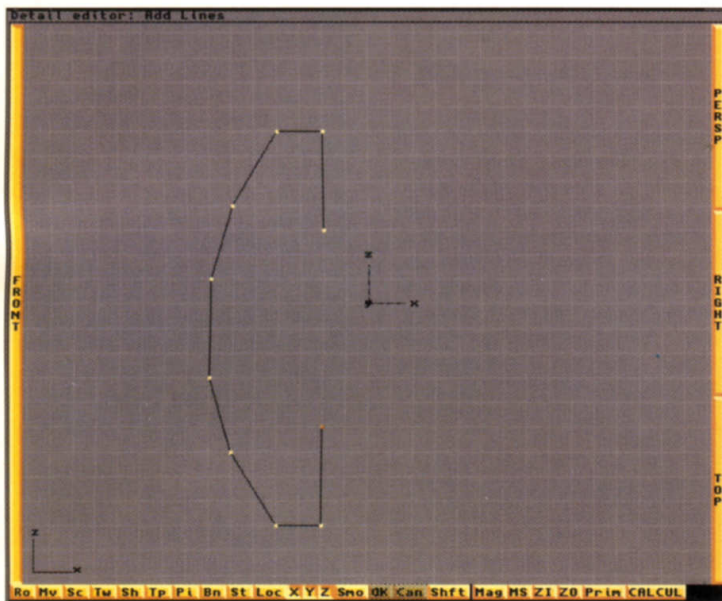 Detail editor: Add Lines
PERSP
FRONT
Z
X
RIGHT
TOP
Z
X
Ro Mv Sc Tw Sh Tp Pi Bn St Loc X Y Z Smo OK Can Shft Mag MS ZI ZO Prim CALCUL